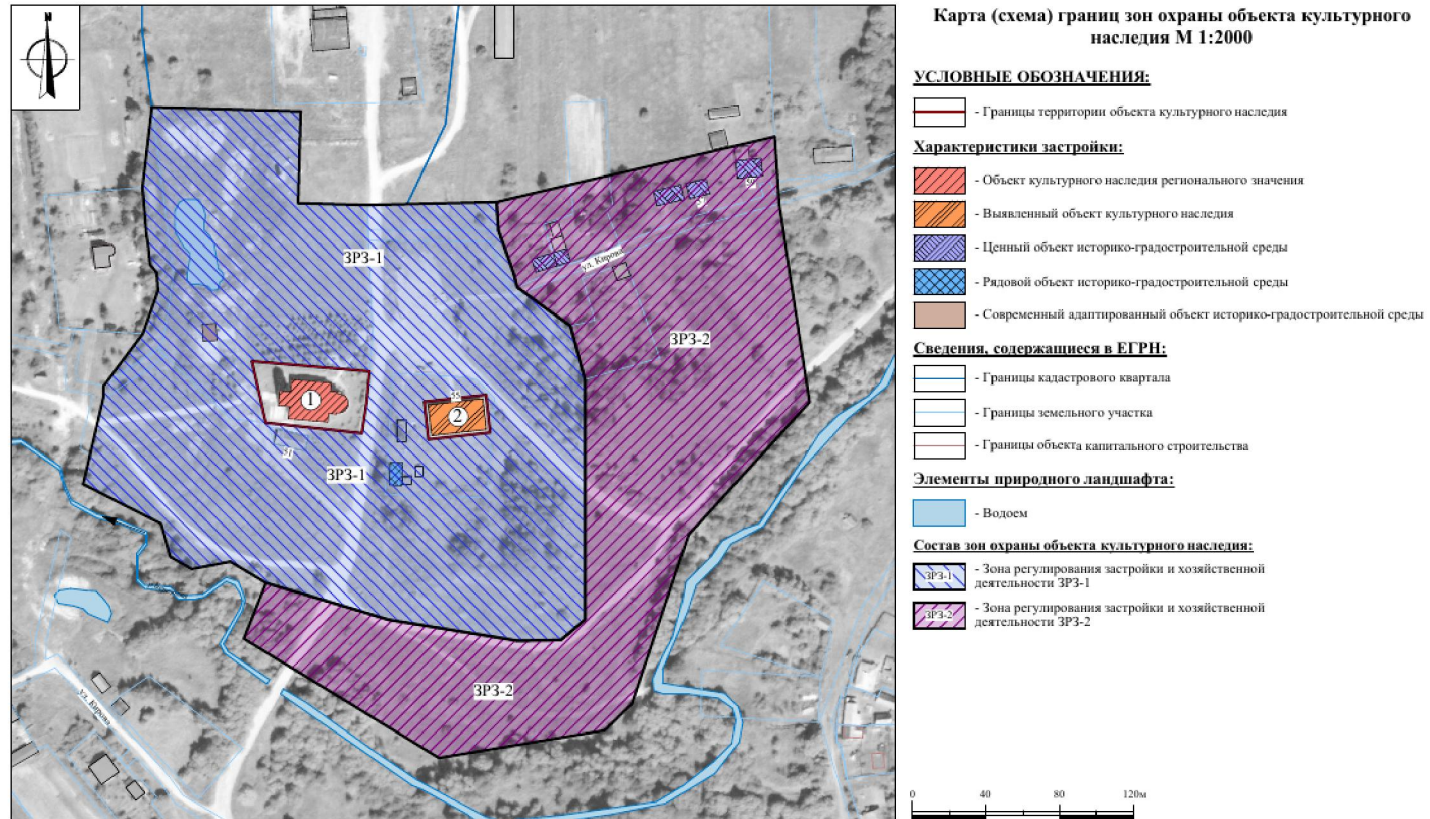 N
Карта (схема) границ зон охраны объекта культурного
наследия М 1:2000
УСЛОВНЫЕ ОБОЗНАЧЕНИЯ:
- Границы территории объекта культурного наследия
Характеристики застройки:
- Объект культурного наследия регионального значения
- Выявленный объект культурного наследия
- Ценный объект историко-градостроительной среды
- Рядовой объект историко-градостроительной среды
- Современный адаптированный объект историко-градостроительной среды
Сведения, содержащиеся в ЕГРН:
- Границы кадастрового квартала
- Границы земельного участка
- Границы объекта капитального строительства
Элементы природного ландшафта:
- Водоем
Состав зон охраны объекта культурного наследия:
ЗРЗ-1
- Зона регулирования застройки и хозяйственной
деятельности ЗРЗ-1
ЗРЗ-2
- Зона регулирования застройки и хозяйственной
деятельности ЗРЗ-2
0 40 80 120м
ЗРЗ-1
ул. Кирова
ЗРЗ-2
1
2
ЗРЗ-1
ЗРЗ-2
ул. Кирова